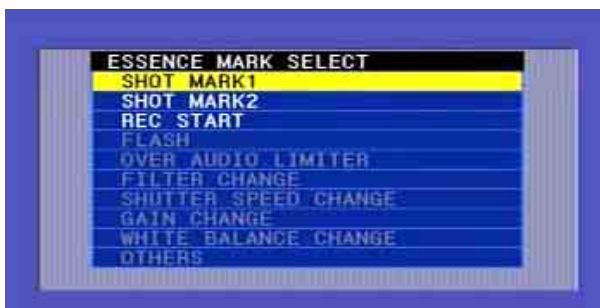 ESSENCE MARK SELECT
SHOT MARK1
SHOT MARK2
REC START
FLASH
OVER AUDIO LIMITER
FILTER CHANGE
SHUTTER SPEED CHANGE
GAIN CHANGE
WHITE BALANCE CHANGE
OTHERS